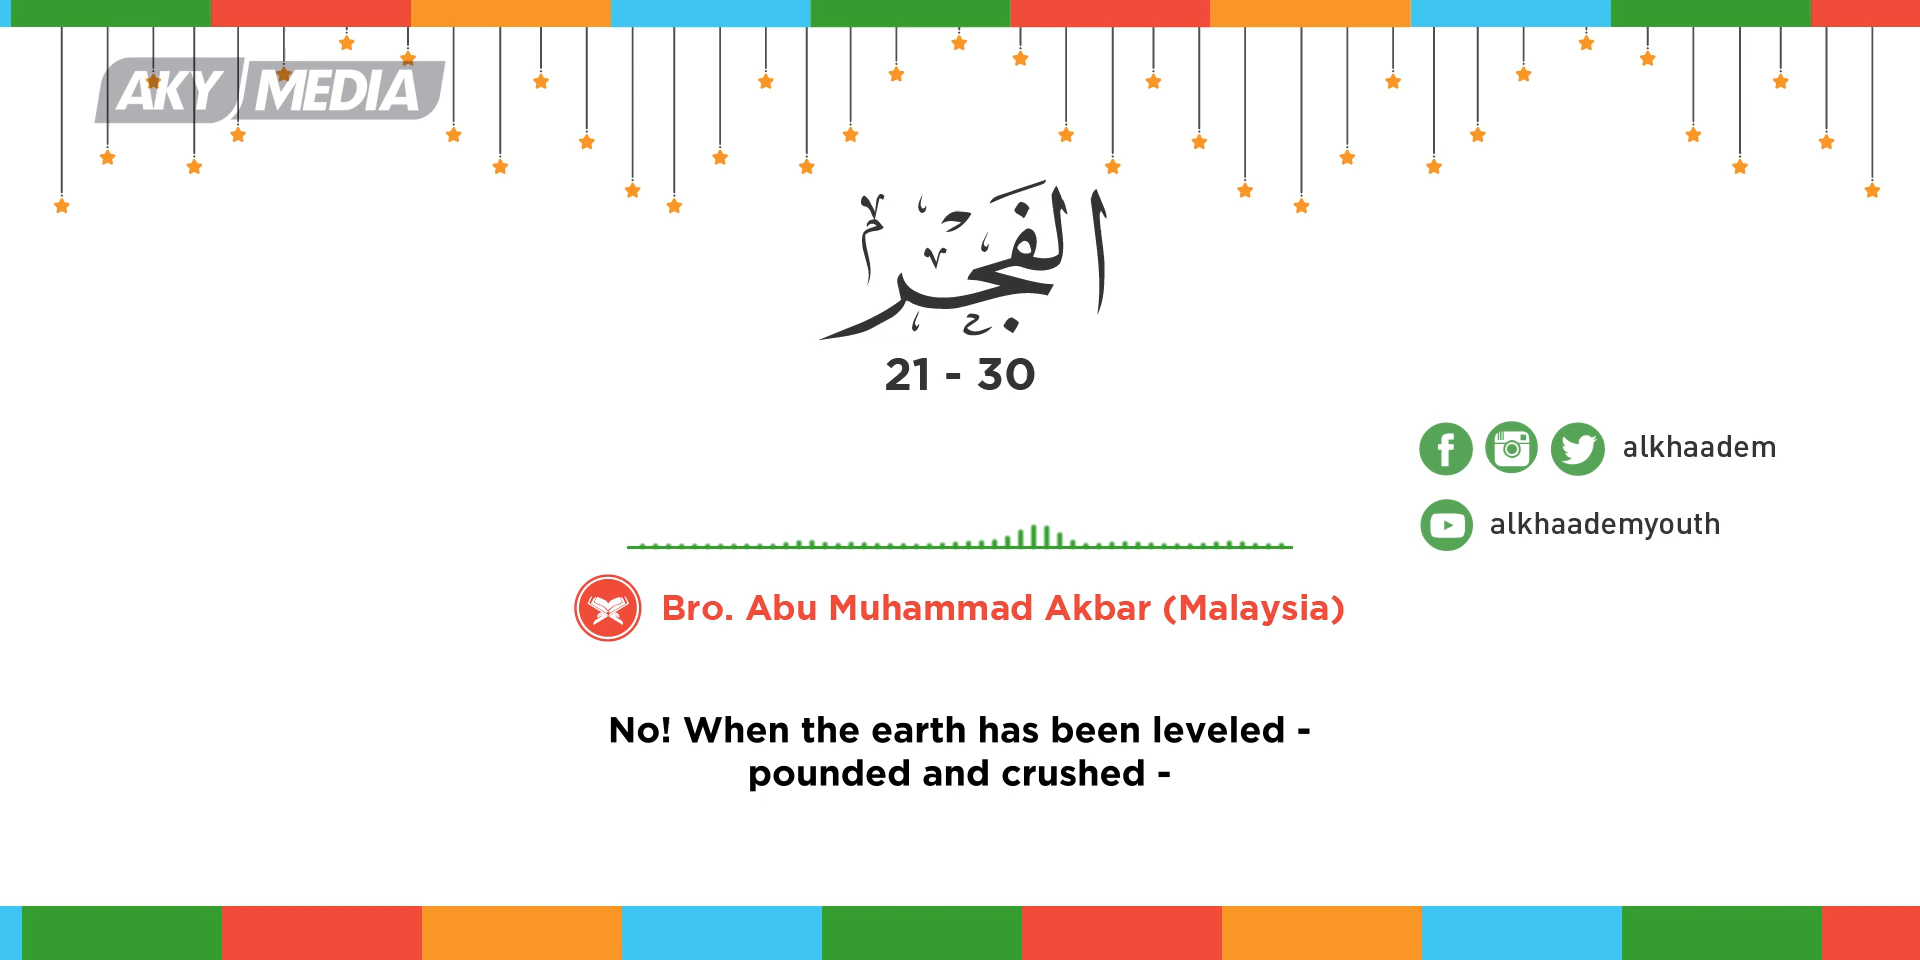 AKY MEDIA
الفَجْرِ
21 - 30
alkhaadem
alkhaademyouth
Bro. Abu Muhammad Akbar (Malaysia)
No! When the earth has been leveled -
pounded and crushed -